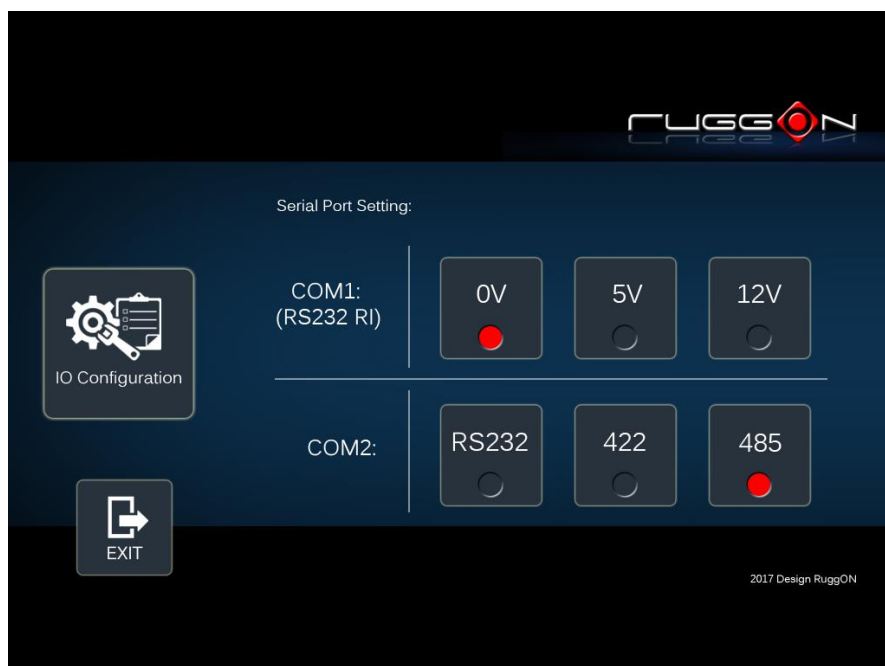 ruggON
Serial Port Setting:
COM1:
(RS232 RI)
0V
5V
12V
IO Configuration
COM2:
RS232
422
485
EXIT
2017 Design RuggON